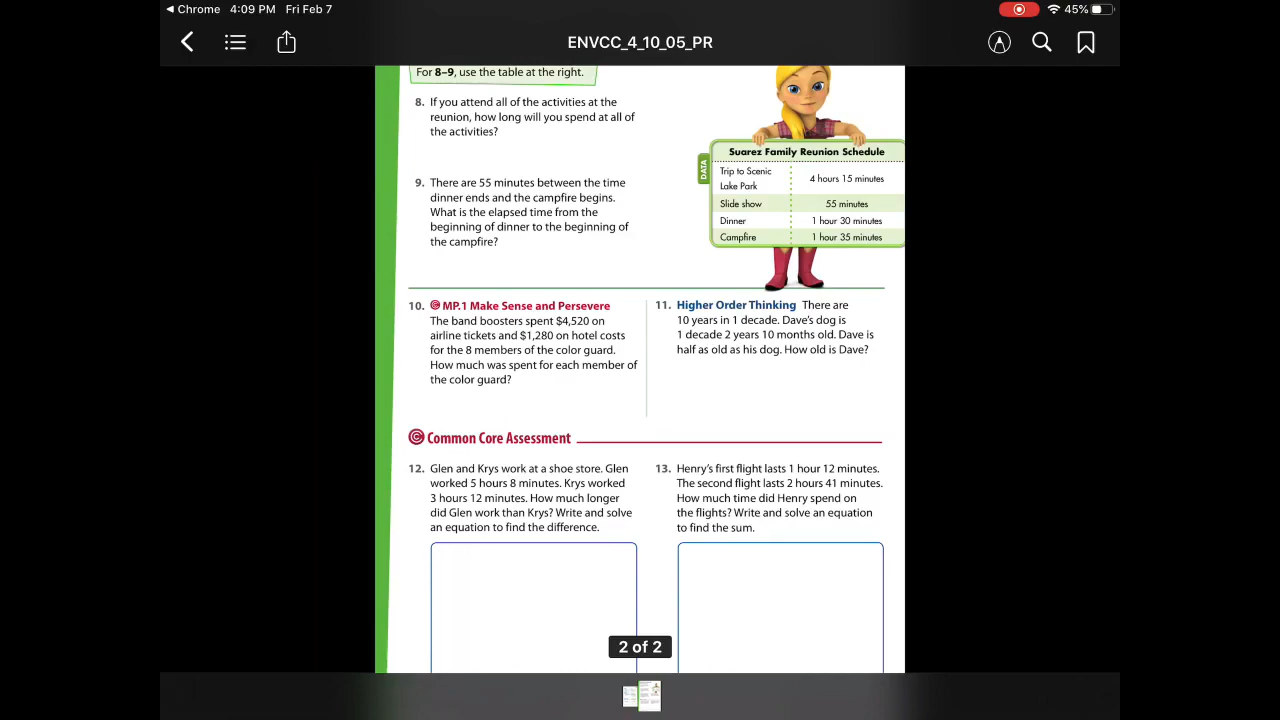 Chrome 4:09 PM Fri Feb 7
45%
ENVCC_4_10_05_PR
For 8–9, use the table at the right.
8. If you attend all of the activities at the
reunion, how long will you spend at all of
the activities?
9. There are 55 minutes between the time
dinner ends and the campfire begins.
What is the elapsed time from the
beginning of dinner to the beginning of
the campfire?
DATA
Suarez Family Reunion Schedule
Trip to Scenic
Lake Park
4 hours 15 minutes
Slide show 55 minutes
Dinner 1 hour 30 minutes
Campfire 1 hour 35 minutes
10. MP.1 Make Sense and Persevere
The band boosters spent $4,520 on
airline tickets and $1,280 on hotel costs
for the 8 members of the color guard.
How much was spent for each member of
the color guard?
11. Higher Order Thinking There are
10 years in 1 decade. Dave's dog is
1 decade 2 years 10 months old. Dave is
half as old as his dog. How old is Dave?
Common Core Assessment
12. Glen and Krys work at a shoe store. Glen
worked 5 hours 8 minutes. Krys worked
3 hours 12 minutes. How much longer
did Glen work than Krys? Write and solve
an equation to find the difference.
13. Henry's first flight lasts 1 hour 12 minutes.
The second flight lasts 2 hours 41 minutes.
How much time did Henry spend on
the flights? Write and solve an equation
to find the sum.
2 of 2